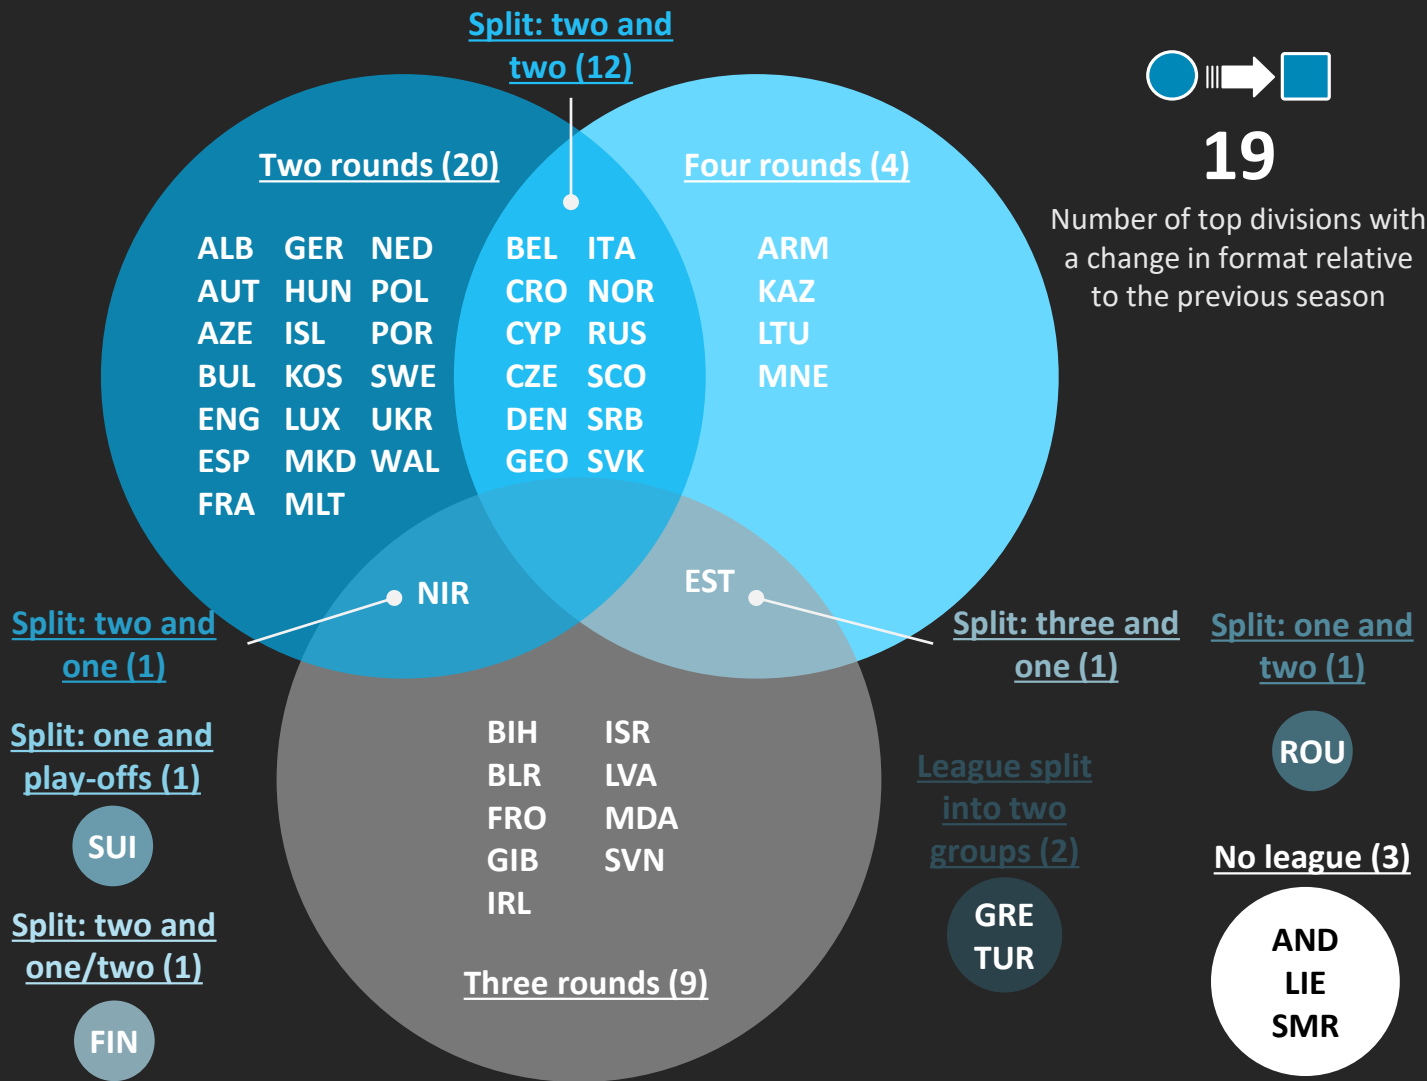 Split: two and
two (12)
19
Number of top divisions with
a change in format relative
to the previous season
Two rounds (20)
ALB GER NED
AUT HUN POL
AZE ISL POR
BUL KOS SWE
ENG LUX UKR
ESP MKD WAL
FRA MLT
BEL ITA
CRO NOR
CYP RUS
CZE SCO
DEN SRB
GEO SVK
Four rounds (4)
ARM
KAZ
LTU
MNE
NIR
EST
Split: two and
one (1)
Split: three and
one (1)
Split: one and
two (1)
ROU
Split: one and
play-offs (1)
SUI
Split: two and
one/two (1)
FIN
BIH ISR
BLR LVA
FRO MDA
GIB SVN
IRL
Three rounds (9)
League split
into two
groups (2)
GRE
TUR
No league (3)
AND
LIE
SMR